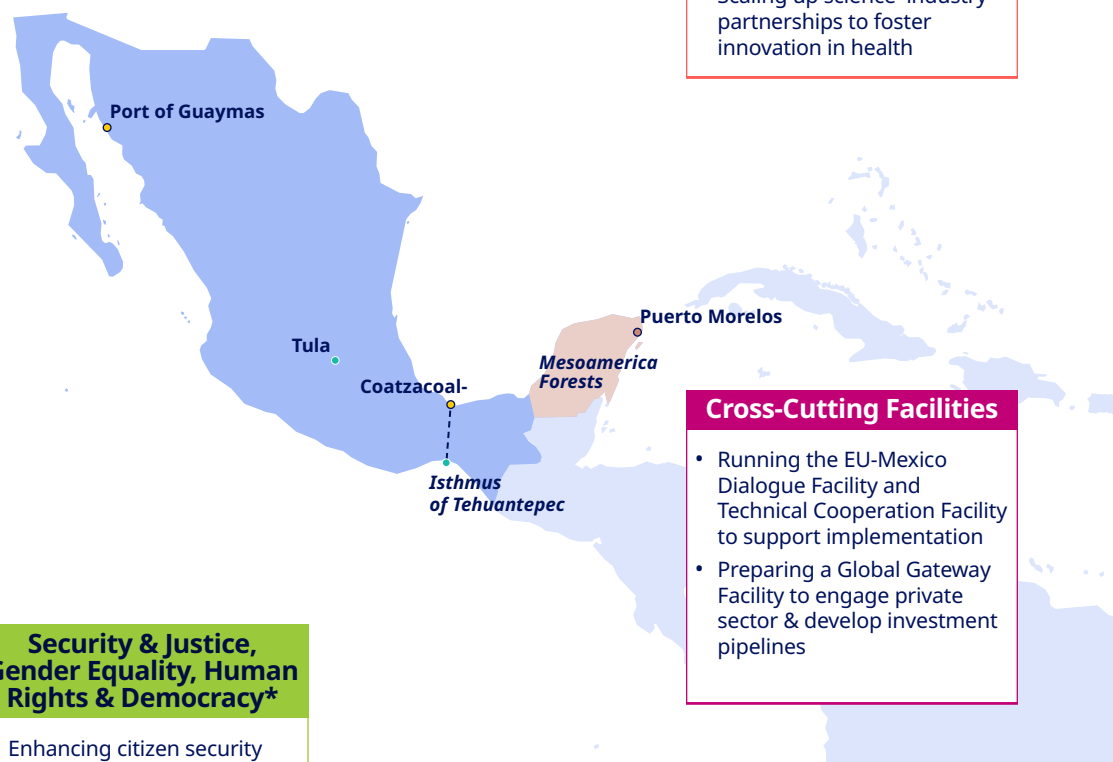 partnerships to foster
innovation in health
Port of Guaymas
Puerto Morelos
Tula
Mesoamerica
Forests
Coatzacoal-
Isthmus
of Tehuantepec
Cross-Cutting Facilities
• Running the EU-Mexico
Dialogue Facility and
Technical Cooperation Facility
to support implementation
• Preparing a Global Gateway
Facility to engage private
sector & develop investment
pipelines
Security & Justice,
Gender Equality, Human
Rights & Democracy*
Enhancing citizen security